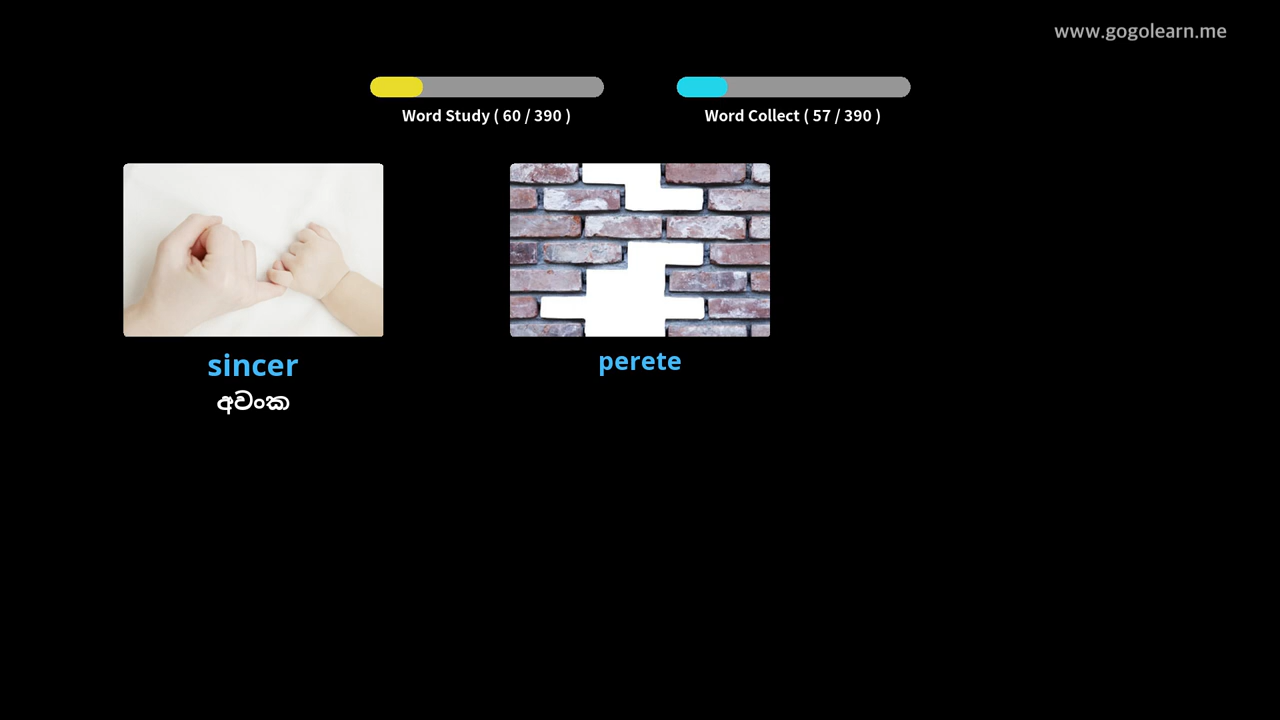 www.gogolearn.me
Word Study ( 60 / 390 )
Word Collect ( 57 / 390 )
sincer
අවංක
perete